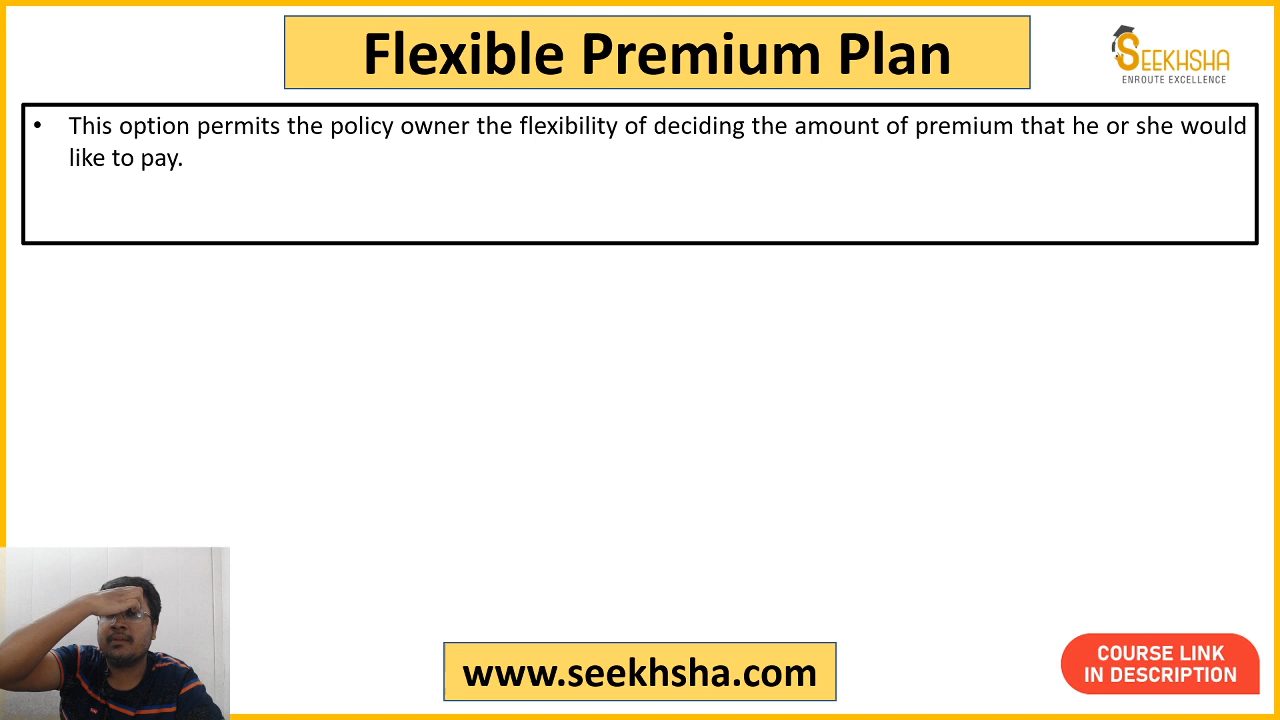 Flexible Premium Plan
SEEKHSHA
ENROUTE EXCELLENCE
• This option permits the policy owner the flexibility of deciding the amount of premium that he or she would
like to pay.
www.seekhsha.com
COURSE LINK
IN DESCRIPTION